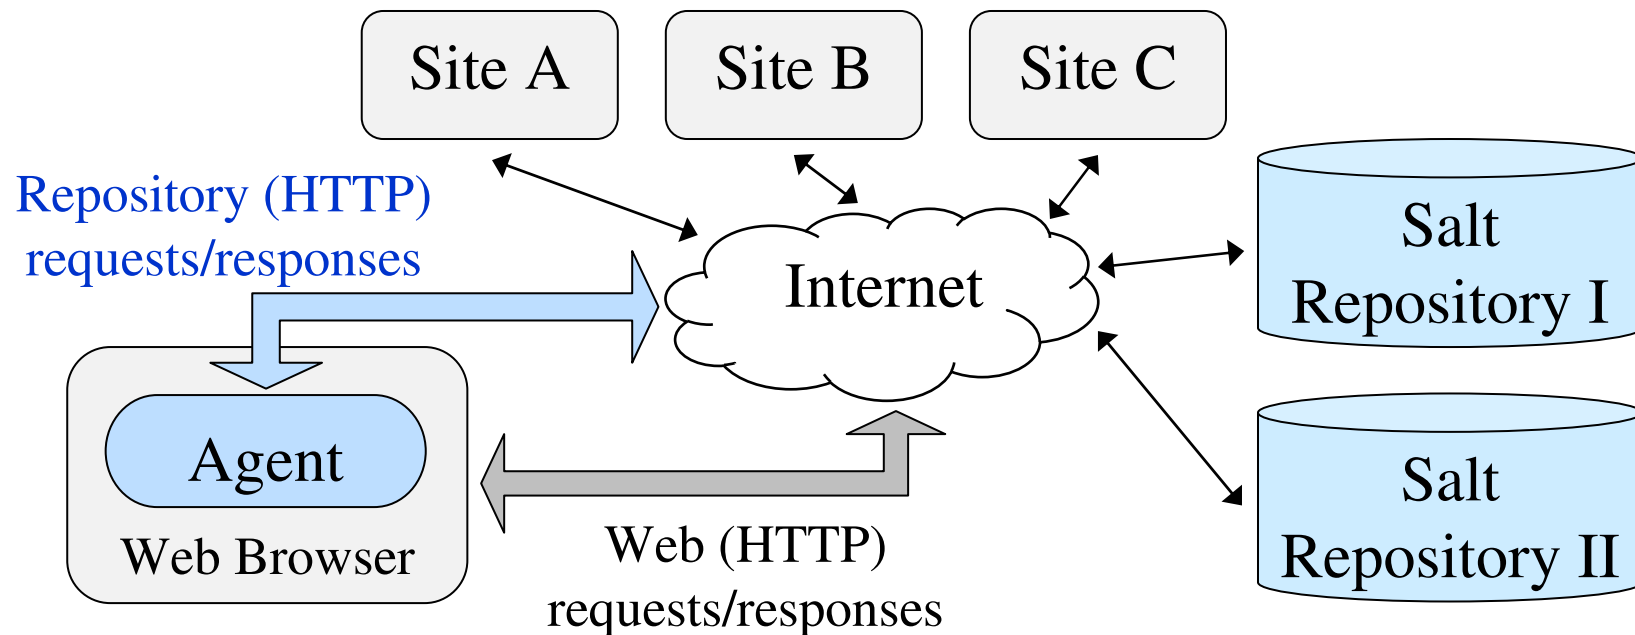 Site A
Site B
Site C
Repository (HTTP)
requests/responses
Internet
Salt
Repository I
Agent
Web Browser
Web (HTTP)
requests/responses
Salt
Repository II